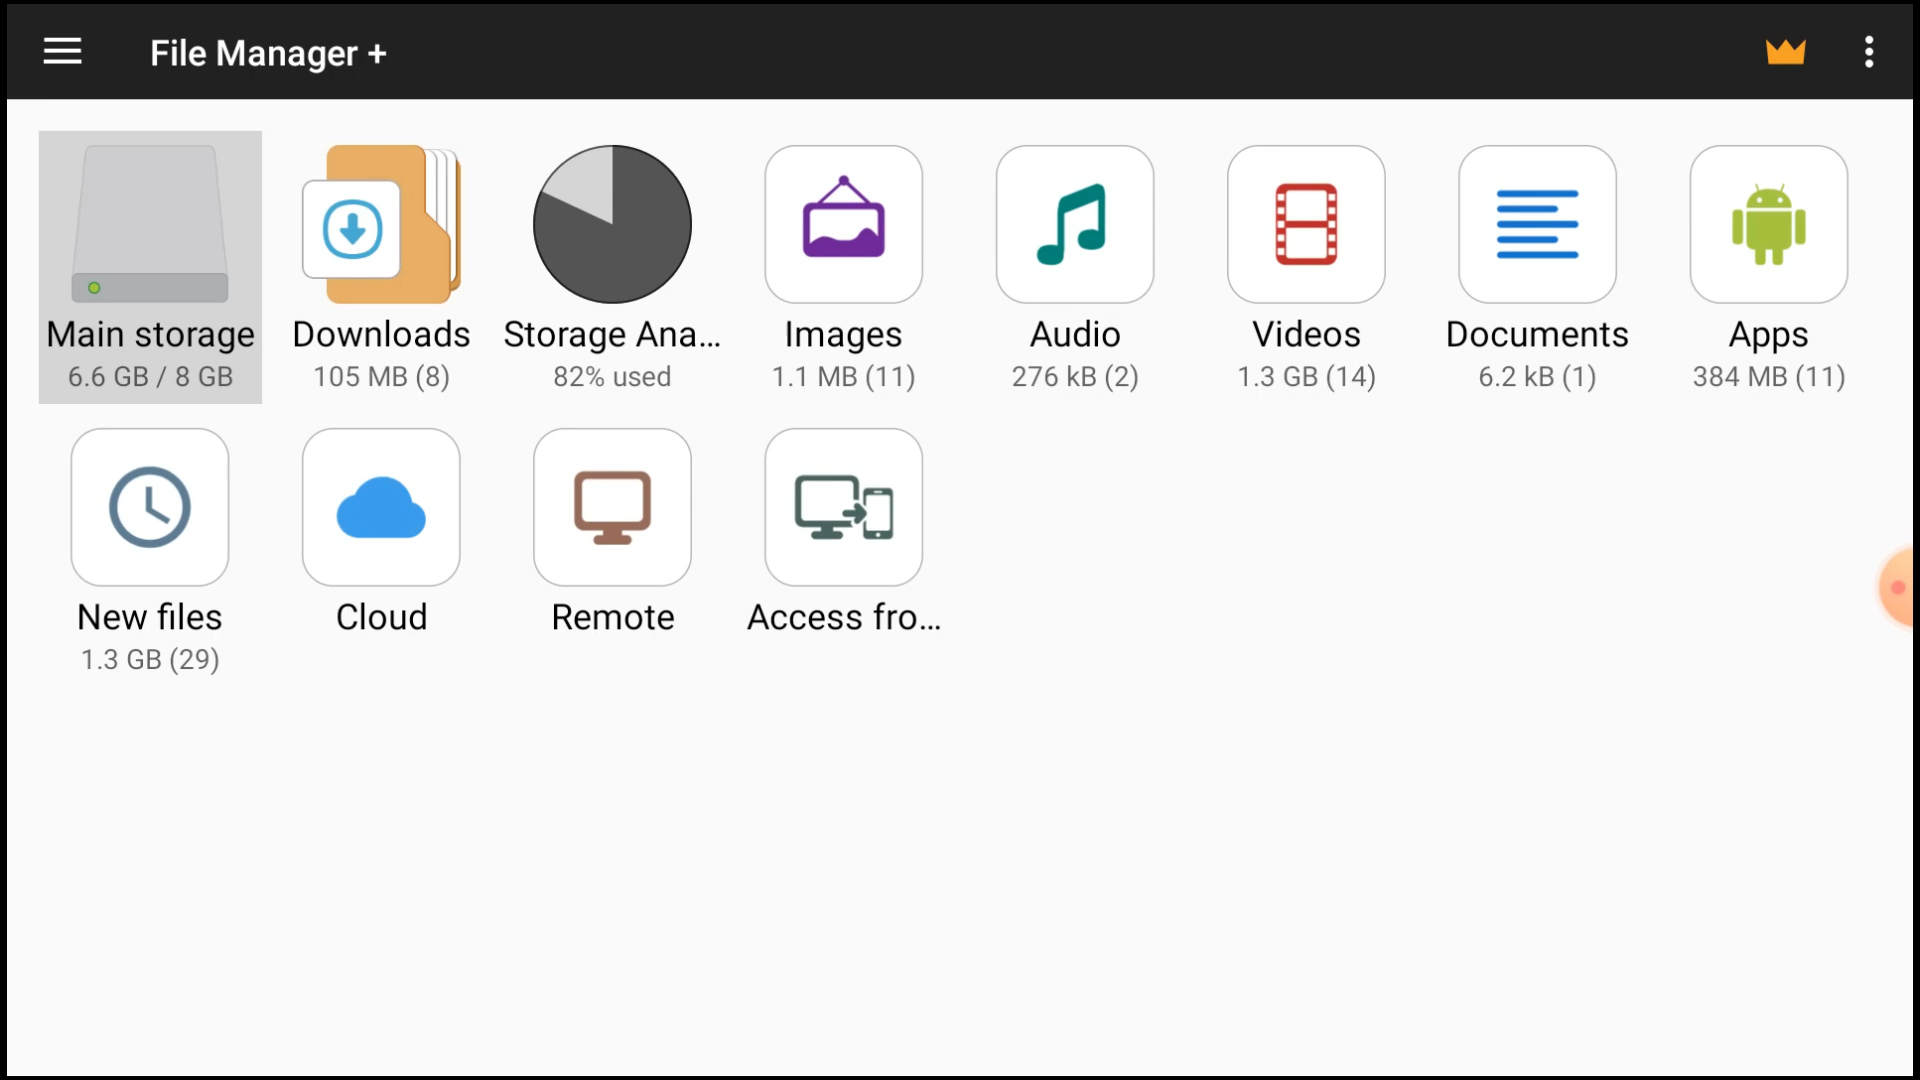 File Manager +
Main storage
6.6 GB / 8 GB
Downloads
105 MB (8)
Storage Ana...
82% used
Images
1.1 MB (11)
Audio
276 kB (2)
Videos
1.3 GB (14)
Documents
6.2 kB (1)
Apps
384 MB (11)
New files
1.3 GB (29)
Cloud
Remote
Access fro...